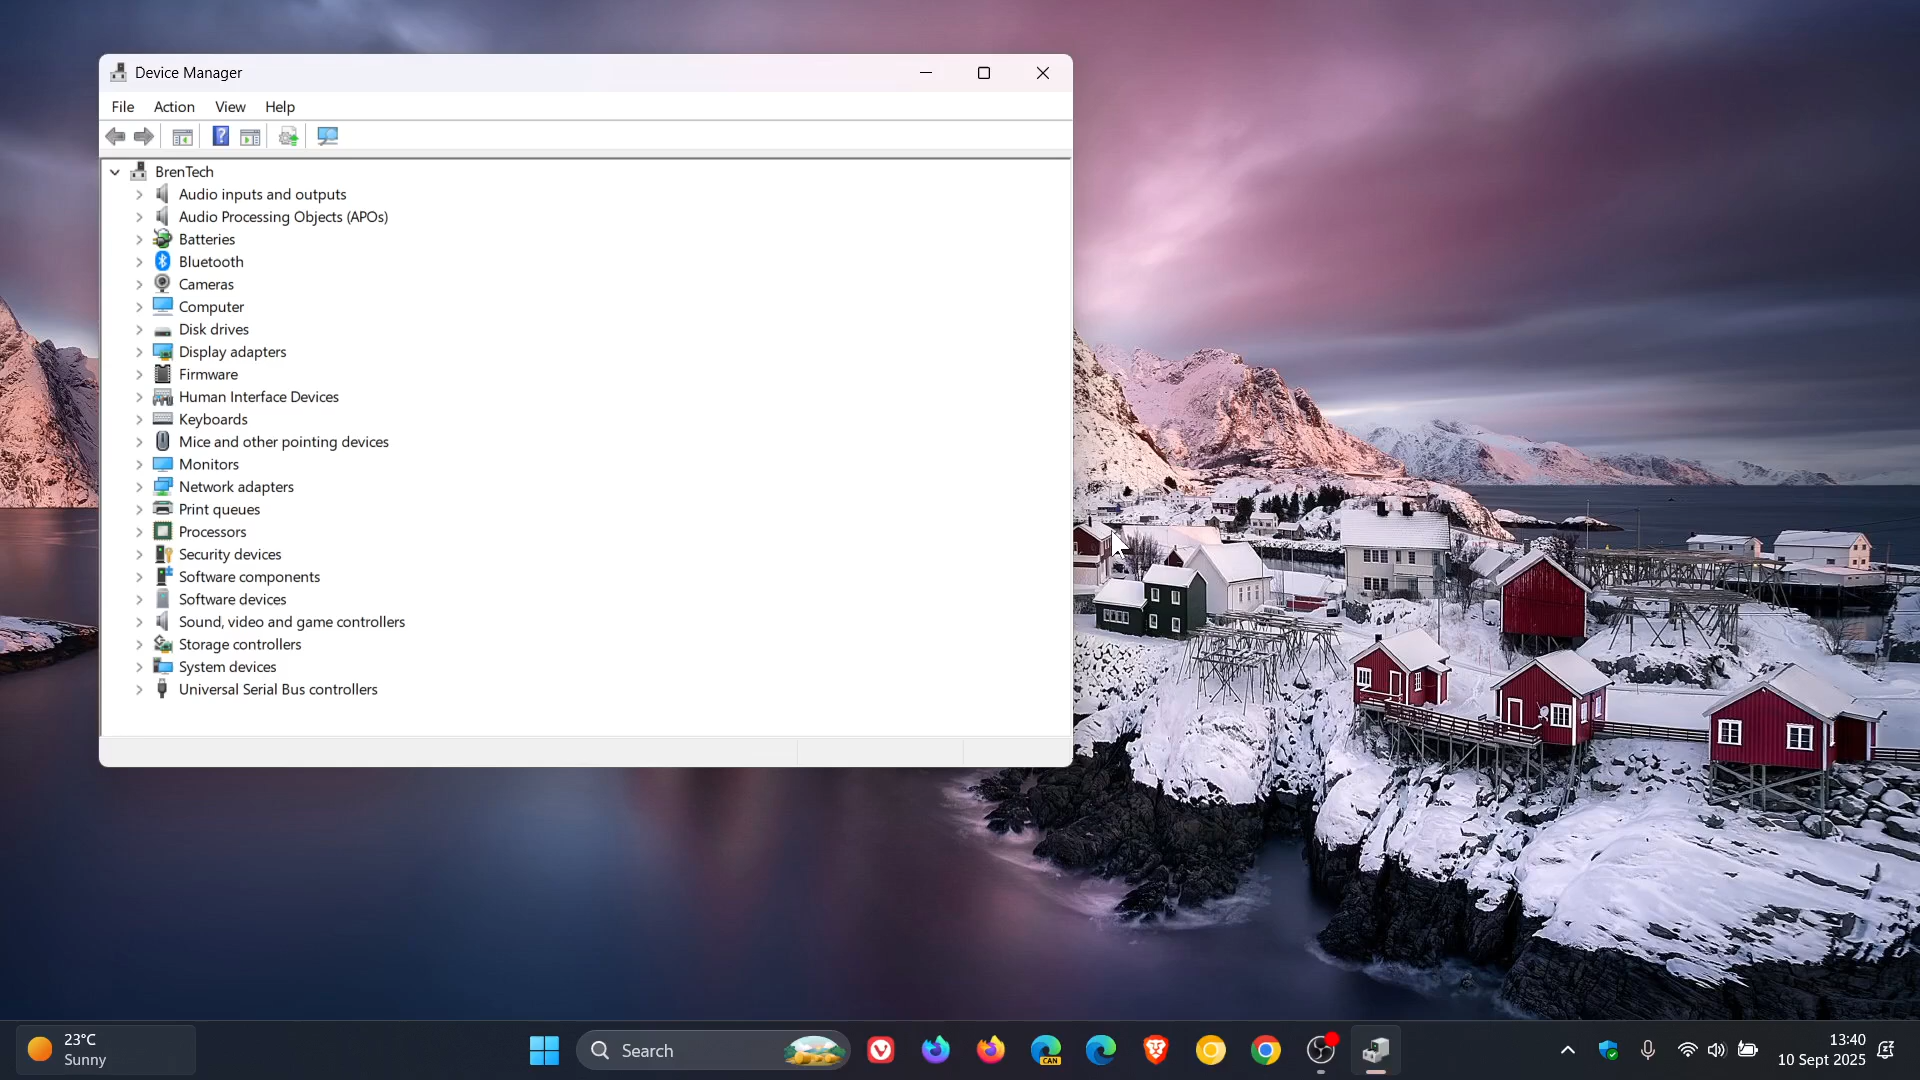 Device Manager
File Action View Help
BrenTech
Audio inputs and outputs
Audio Processing Objects (APOs)
Batteries
Bluetooth
Cameras
Computer
Disk drives
Display adapters
Firmware
Human Interface Devices
Keyboards
Mice and other pointing devices
Monitors
Network adapters
Print queues
Processors
Security devices
Software components
Software devices
Sound, video and game controllers
Storage controllers
System devices
Universal Serial Bus controllers
23°C
Sunny
Search
CAN
13:40
10 Sept 2025